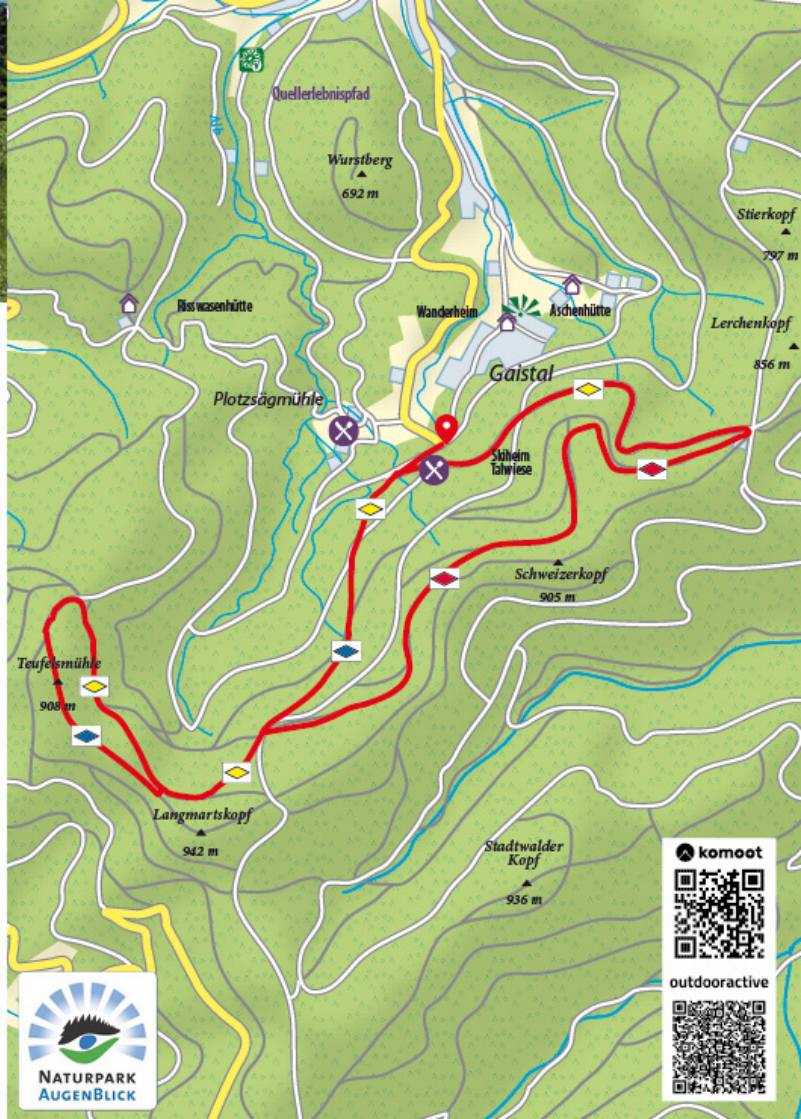 Quellerlebnispfad
Alb
Wurstberg
692 m
Stierkopf
797 m
Risswasenhütte
Wanderheim
Aschenhütte
Lerchenkopf
856 m
Gaistal
Plotzsägmühle
Skiheim
Talwiese
Schweizerkopf
905 m
Teufelsmühle
908 m
Langmartskopf
942 m
Stadtwalder
Kopf
936 m
komoot
outdooractive
NATURPARK
AUGENBLICK